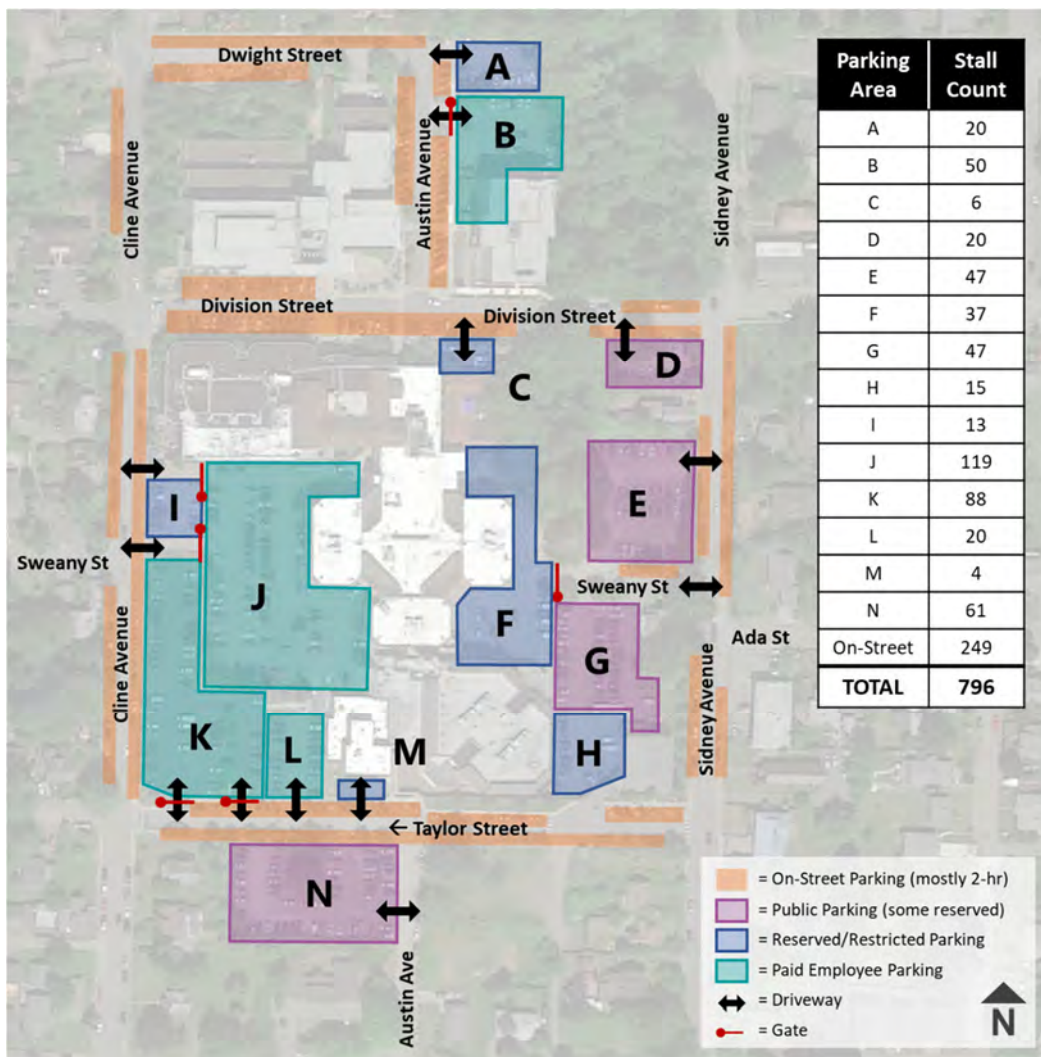 Dwight Street
A
B
Cline Avenue
Austin Avenue
Sidney Avenue
Division Street
Division Street
C
D
E
I
Sweany St
J
Sweany St
F
G
Ada St
Cline Avenue
K
L
M
H
Sidney Avenue
← Taylor Street
N
Austin Ave
Parking Area Stall Count
A 20
B 50
C 6
D 20
E 47
F 37
G 47
H 15
I 13
J 119
K 88
L 20
M 4
N 61
On-Street 249
TOTAL 796
= On-Street Parking (mostly 2-hr)
= Public Parking (some reserved)
= Reserved/Restricted Parking
= Paid Employee Parking
= Driveway
= Gate
N